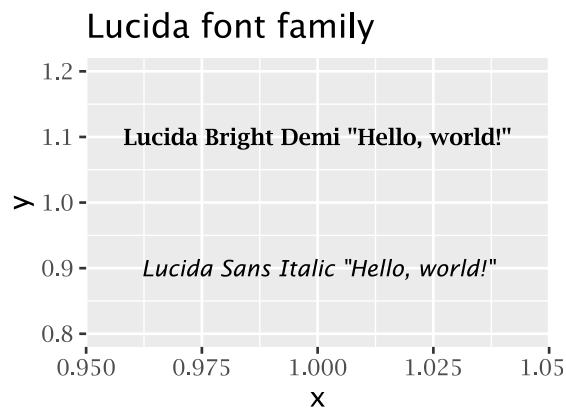 Lucida font family
1.2
Lucida Bright Demi "Hello, world!"
1.1
y
1.0
Lucida Sans Italic "Hello, world!"
0.9
0.8
0.950 0.975 1.000 1.025 1.05
x